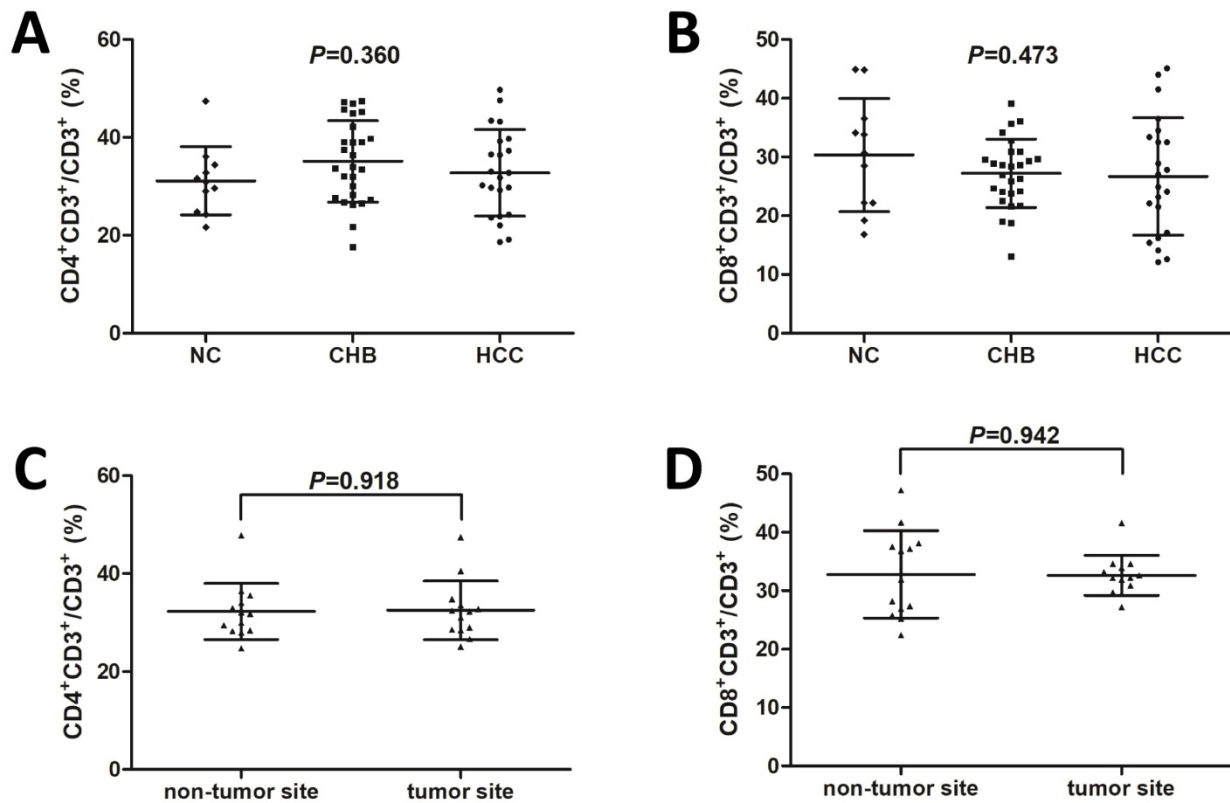 A
CD4⁺CD3⁺/CD3⁺ (%)
60
40
20
0
P=0.360
NC CHB HCC
B
CD8⁺CD3⁺/CD3⁺ (%)
50
40
30
20
10
0
P=0.473
NC CHB HCC
C
CD4⁺CD3⁺/CD3⁺ (%)
60
40
20
0
P=0.918
non-tumor site tumor site
D
CD8⁺CD3⁺/CD3⁺ (%)
50
40
30
20
10
0
P=0.942
non-tumor site tumor site